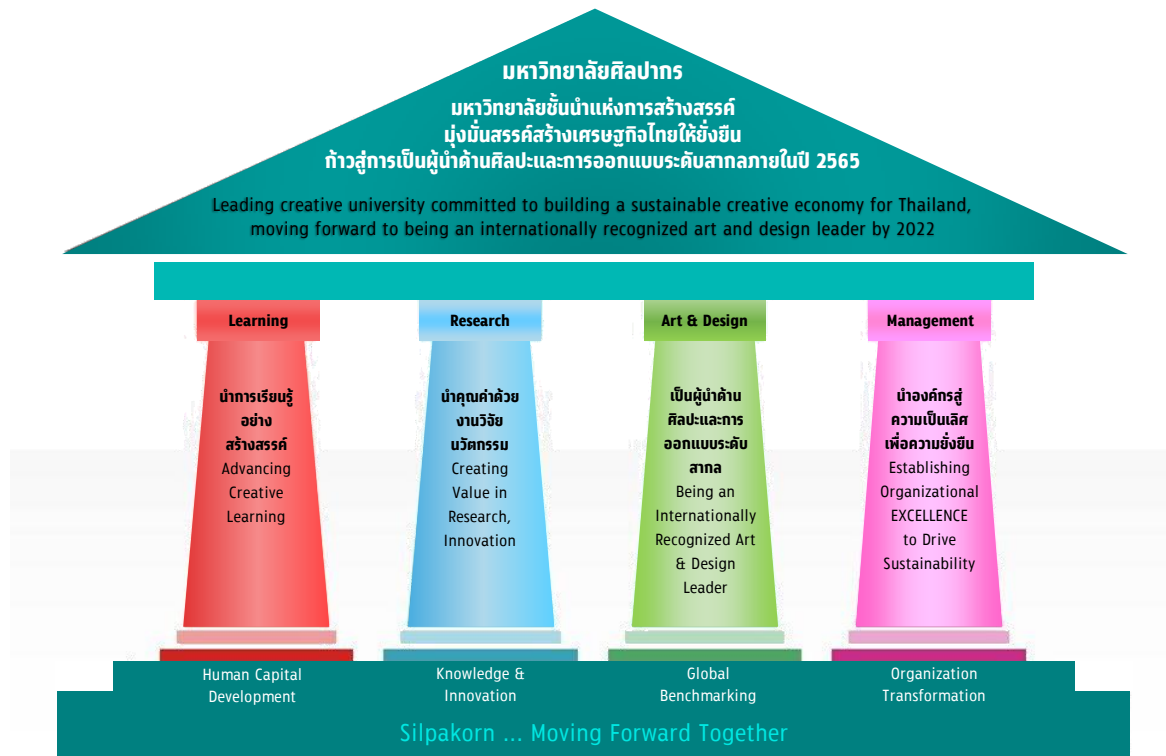 มหาวิทยาลัยศิลปากร
มหาวิทยาลัยชั้นนำแห่งการสร้างสรรค์
มุ่งมั่นสรรค์สร้างเศรษฐกิจไทยให้ยั่งยืน
ก้าวสู่การเป็นผู้นำด้านศิลปะและการออกแบบระดับสากลภายในปี 2565
Leading creative university committed to building a sustainable creative economy for Thailand,
moving forward to being an internationally recognized art and design leader by 2022
Learning
นำการเรียนรู้
อย่าง
สร้างสรรค์
Advancing
Creative
Learning
Human Capital
Development
Research
นำคุณค่าด้วย
งานวิจัย
นวัตกรรม
Creating
Value in
Research,
Innovation
Knowledge &
Innovation
Art & Design
เป็นผู้นำด้าน
ศิลปะและการ
ออกแบบระดับ
สากล
Being an
Internationally
Recognized Art
& Design
Leader
Global
Benchmarking
Management
นำองค์กรสู่
ความเป็นเลิศ
เพื่อความยั่งยืน
Establishing
Organizational
EXCELLENCE
to Drive
Sustainability
Organization
Transformation
Silpakorn ... Moving Forward Together